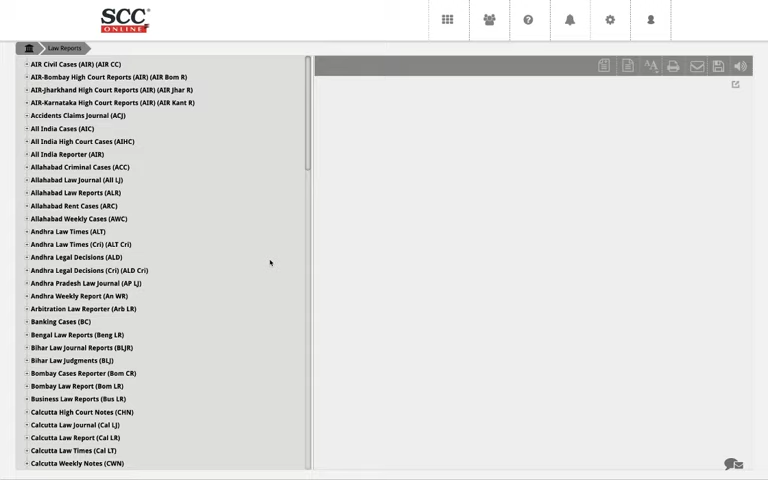 SCC
ONLINE
Law Reports
AIR Civil Cases (AIR) (AIR CC)
AIR-Bombay High Court Reports (AIR) (AIR Bom R)
AIR-Jharkhand High Court Reports (AIR) (AIR Jhar R)
AIR-Karnataka High Court Reports (AIR) (AIR Kant R)
Accidents Claims Journal (ACJ)
All India Cases (AIC)
All India High Court Cases (AIHC)
All India Reporter (AIR)
Allahabad Criminal Cases (ACC)
Allahabad Law Journal (All LJ)
Allahabad Law Reports (ALR)
Allahabad Rent Cases (ARC)
Allahabad Weekly Cases (AWC)
Andhra Law Times (ALT)
Andhra Law Times (Cri) (ALT Cri)
Andhra Legal Decisions (ALD)
Andhra Legal Decisions (Cri) (ALD Cri)
Andhra Pradesh Law Journal (AP LJ)
Andhra Weekly Report (An WR)
Arbitration Law Reporter (Arb LR)
Banking Cases (BC)
Bengal Law Reports (Beng LR)
Bihar Law Journal Reports (BLJR)
Bihar Law Judgments (BLJ)
Bombay Cases Reporter (Bom CR)
Bombay Law Report (Bom LR)
Business Law Reports (Bus LR)
Calcutta High Court Notes (CHN)
Calcutta Law Journal (Cal LJ)
Calcutta Law Report (Cal LR)
Calcutta Law Times (Cal LT)
Calcutta Weekly Notes (CWN)